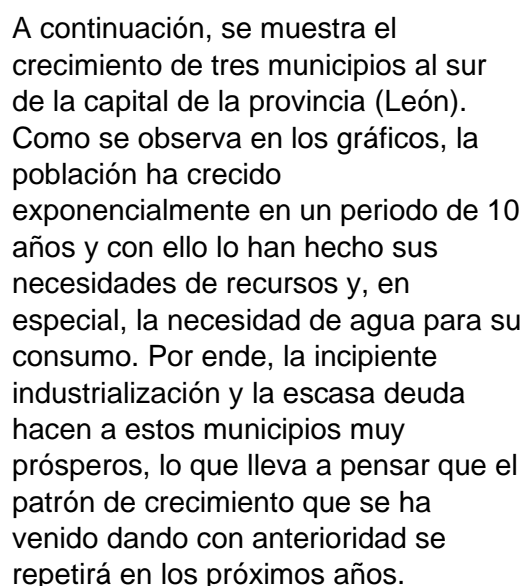 A continuación, se muestra el
crecimiento de tres municipios al sur
de la capital de la provincia (León).
Como se observa en los gráficos, la
población ha crecido
exponencialmente en un periodo de 10
años y con ello lo han hecho sus
necesidades de recursos y, en
especial, la necesidad de agua para su
consumo. Por ende, la incipiente
industrialización y la escasa deuda
hacen a estos municipios muy
prósperos, lo que lleva a pensar que el
patrón de crecimiento que se ha
venido dando con anterioridad se
repetirá en los próximos años.